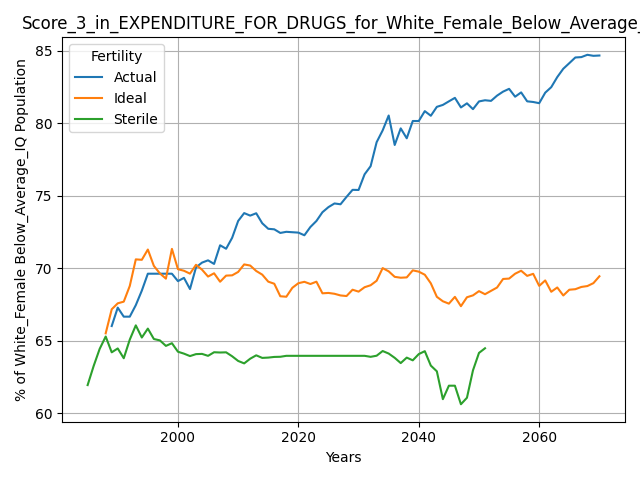 Score_3_in_EXPENDITURE_FOR_DRUGS_for_White_Female_Below_Average_
Fertility
Actual
Ideal
Sterile
% of White_Female Below_Average_IQ Population
85
80
75
70
65
60
2000
2020
2040
2060
Years